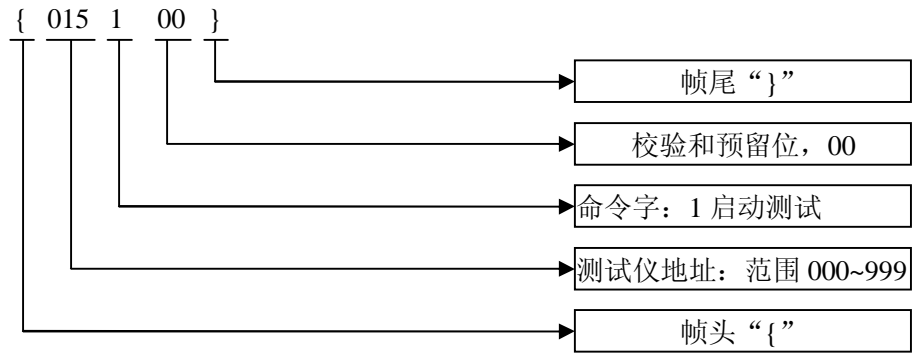 { 015 1 00 }
帧尾“}”
校验和预留位，00
命令字：1 启动测试
测试仪地址：范围 000~999
帧头“{”